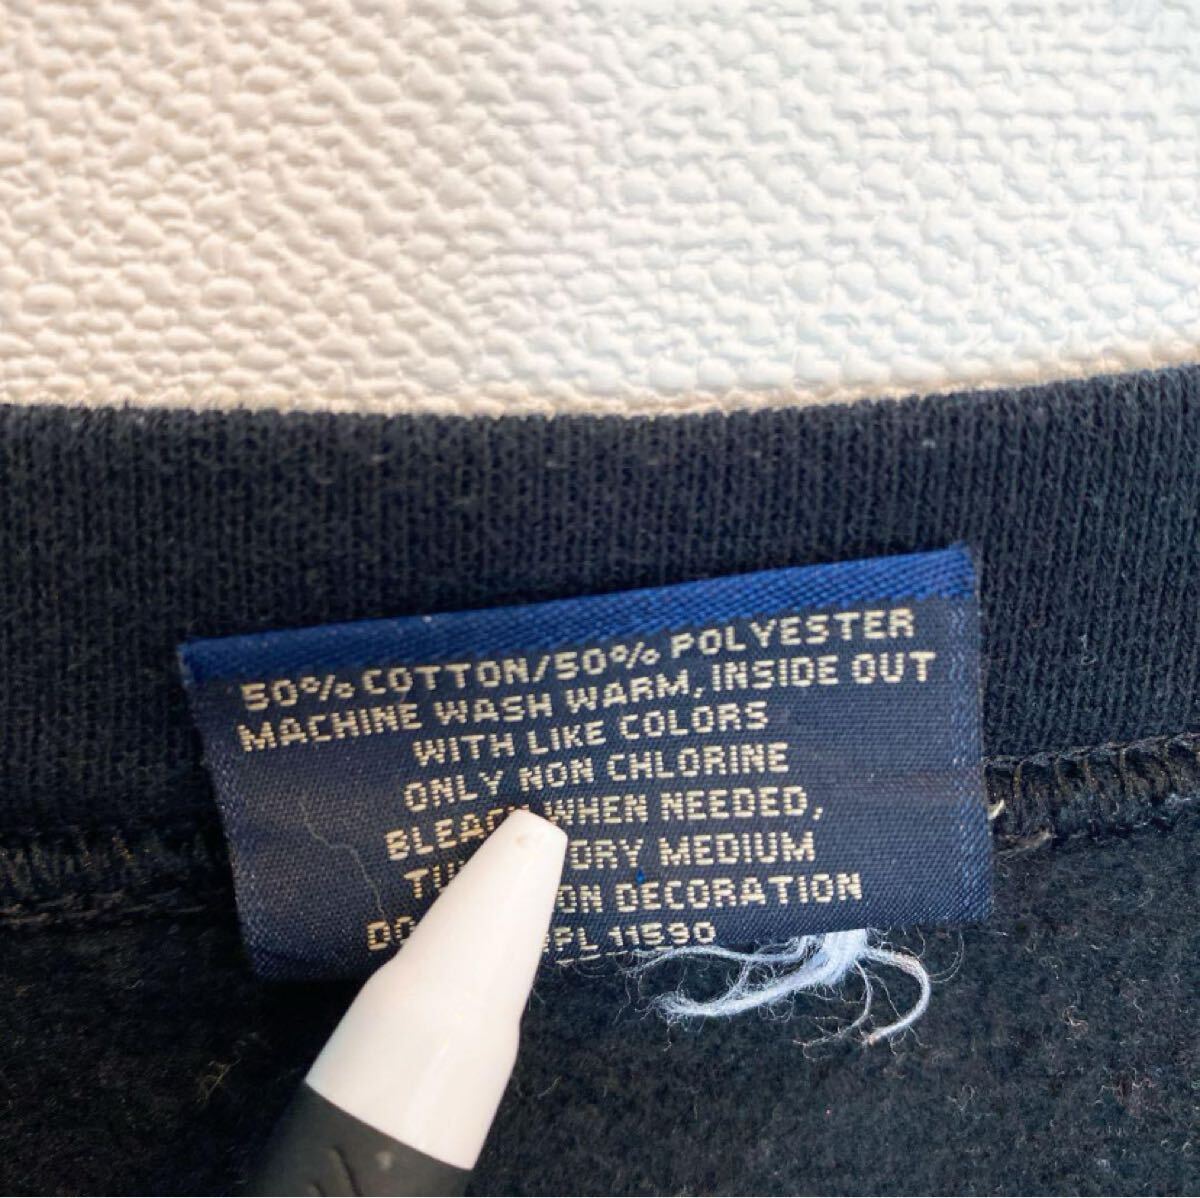 50% COTTON/50% POLYESTER
MACHINE WASH WARM, INSIDE OUT
WITH LIKE COLORS
ONLY NON CHLORINE
BLEACH WHEN NEEDED,
DRY MEDIUM
DECORATION
11590